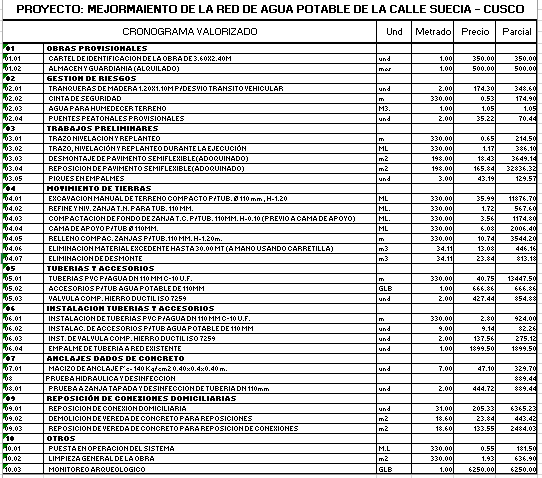 PROYECTO: MEJORMAIENTO DE LA RED DE AGUA POTABLE DE LA CALLE SUECIA - CUSCO
CRONOGRAMA VALORIZADO Und Metrado Precio Parcial
01 OBRAS PROVISIONALES
01.01 CARTEL DE IDENTIFICACION DE LA OBRA DE 3.60X2.40M und 1.00 350.00 350.00
01.02 ALMACEN Y GUARDIANIA (ALQUILADO) mes 1.00 500.00 500.00
02 GESTION DE RIESGOS
02.01 TRANQUERAS DE MADERA 1.20X1.10M P/DESVIO TRANSITO VEHICULAR und 2.00 174.30 348.60
02.02 CINTA DE SEGURIDAD m 330.00 0.53 174.90
02.03 AGUA PARA HUMEDECER TERRENO M3. 1.00 1.05 1.05
02.04 PUENTES PEATONALES PROVISIONALES und 2.00 35.22 70.44
03 TRABAJOS PRELIMINARES
03.01 TRAZO NIVELACION Y REPLANTEO m 330.00 0.65 214.50
03.02 TRAZO, NIVELACIÓN Y REPLANTEO DURANTE LA EJECUCIÓN ML 330.00 1.17 386.10
03.03 DESMONTAJE DE PAVIMENTO SEMIFLEXIBLE (ADOQUINADO) m2 198.00 18.43 3649.14
03.04 REPOSICION DE PAVIMENTO SEMIFLEXIBLE (ADOQUINADO) m2 198.00 165.84 32836.32
03.05 PIQUES EN EMPALMES und 3.00 43.19 129.57
04 MOVIMIENTO DE TIERRAS
04.01 EXCAVACION MANUAL DE TERRENO COMPACTO P/TUB. Ø 110 mm, H-1.20 ML. 330.00 35.99 11876.70
04.02 REFINE Y NIV. ZANJA T.N. PARA TUB. 110 MM. ML. 330.00 1.72 567.60
04.03 COMPACTACION DE FONDO DE ZANJA T.C. P/TUB. 110MM. H-0.10 (PREVIO A CAMA DE APOYO) ML. 330.00 3.56 1174.80
04.04 CAMA DE APOYO P/TUB Ø 110MM. ML. 330.00 6.08 2006.40
04.05 RELLENO COMPAC. ZANJAS P/TUB.110 MM. H-1.20m. m 330.00 10.74 3544.20
04.06 ELIMINACION MATERIAL EXCEDENTE HASTA 30.00 MT (A MANO USANDO CARRETILLA) m3 34.11 13.08 446.16
04.07 ELIMINACION DE DESMONTE m3 34.11 23.84 813.18
05 TUBERIAS Y ACCESORIOS
05.01 TUBERIAS PVC P/AGUA DN 110 MM C-10 U.F. m 330.00 40.75 13447.50
05.02 ACCESORIOS P/TUB AGUA POTABLE DE 110MM GLB 1.00 666.86 666.86
05.03 VALVULA COMP. HIERRO DUCTIL ISO 7259 und 2.00 427.44 854.88
06 INSTALACION TUBERIAS Y ACCESORIOS
06.01 INSTALACION DE TUBERIAS PVC P/AGUA DN 110 MM C-10 U.F. m 330.00 2.80 924.00
06.02 INSTALAC. DE ACCESORIOS P/TUB AGUA POTABLE DE 110 MM und 9.00 9.14 82.26
06.03 INST. DE VALVULA COMP. HIERRO DUCTIL ISO 7259 und 2.00 137.56 275.12
06.04 EMPALME DE TUBERIA A RED EXISTENTE und 1.00 1899.50 1899.50
07 ANCLAJES DADOS DE CONCRETO
07.01 MACIZO DE ANCLAJE F'c- 140 Kg/cm2 0.40x0.4x0.40 m. und 7.00 47.10 329.70
08 PRUEBA HIDRAULICA Y DESINFECCION 889.44
08.01 PRUEBA A ZANJA TAPADA Y DESINFECCION DE TUBERIA DN 110mm und 2.00 444.72 889.44
09 REPOSICIÓN DE CONEXIONES DOMICILIARIAS
09.01 REPOSICION DE CONEXION DOMICILIARIA und 31.00 205.33 6365.23
09.02 DEMOLICION DE VEREDA DE CONCRETO PARA REPOSICIONES m2 18.60 23.84 443.42
09.03 REPOSICION DE VEREDA DE CONCRETO PARA REPOSICION DE CONEXIONES m2 18.60 133.55 2484.03
10 OTROS
10.01 PUESTA EN OPERACION DEL SISTEMA M.L 330.00 0.55 181.50
10.02 LIMPIEZA GENERAL DE LA OBRA m2 330.00 1.93 636.90
10.03 MONITOREO ARQUEOLOGICO GLB 1.00 6250.00 6250.00